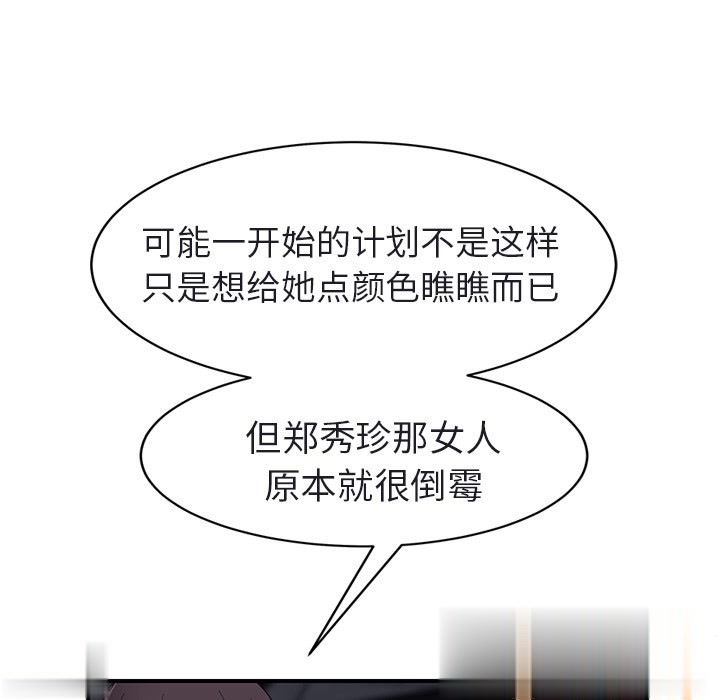 可能一开始的计划不是这样
只是想给她点颜色瞧瞧而已
但郑秀珍那女人
原本就很倒霉